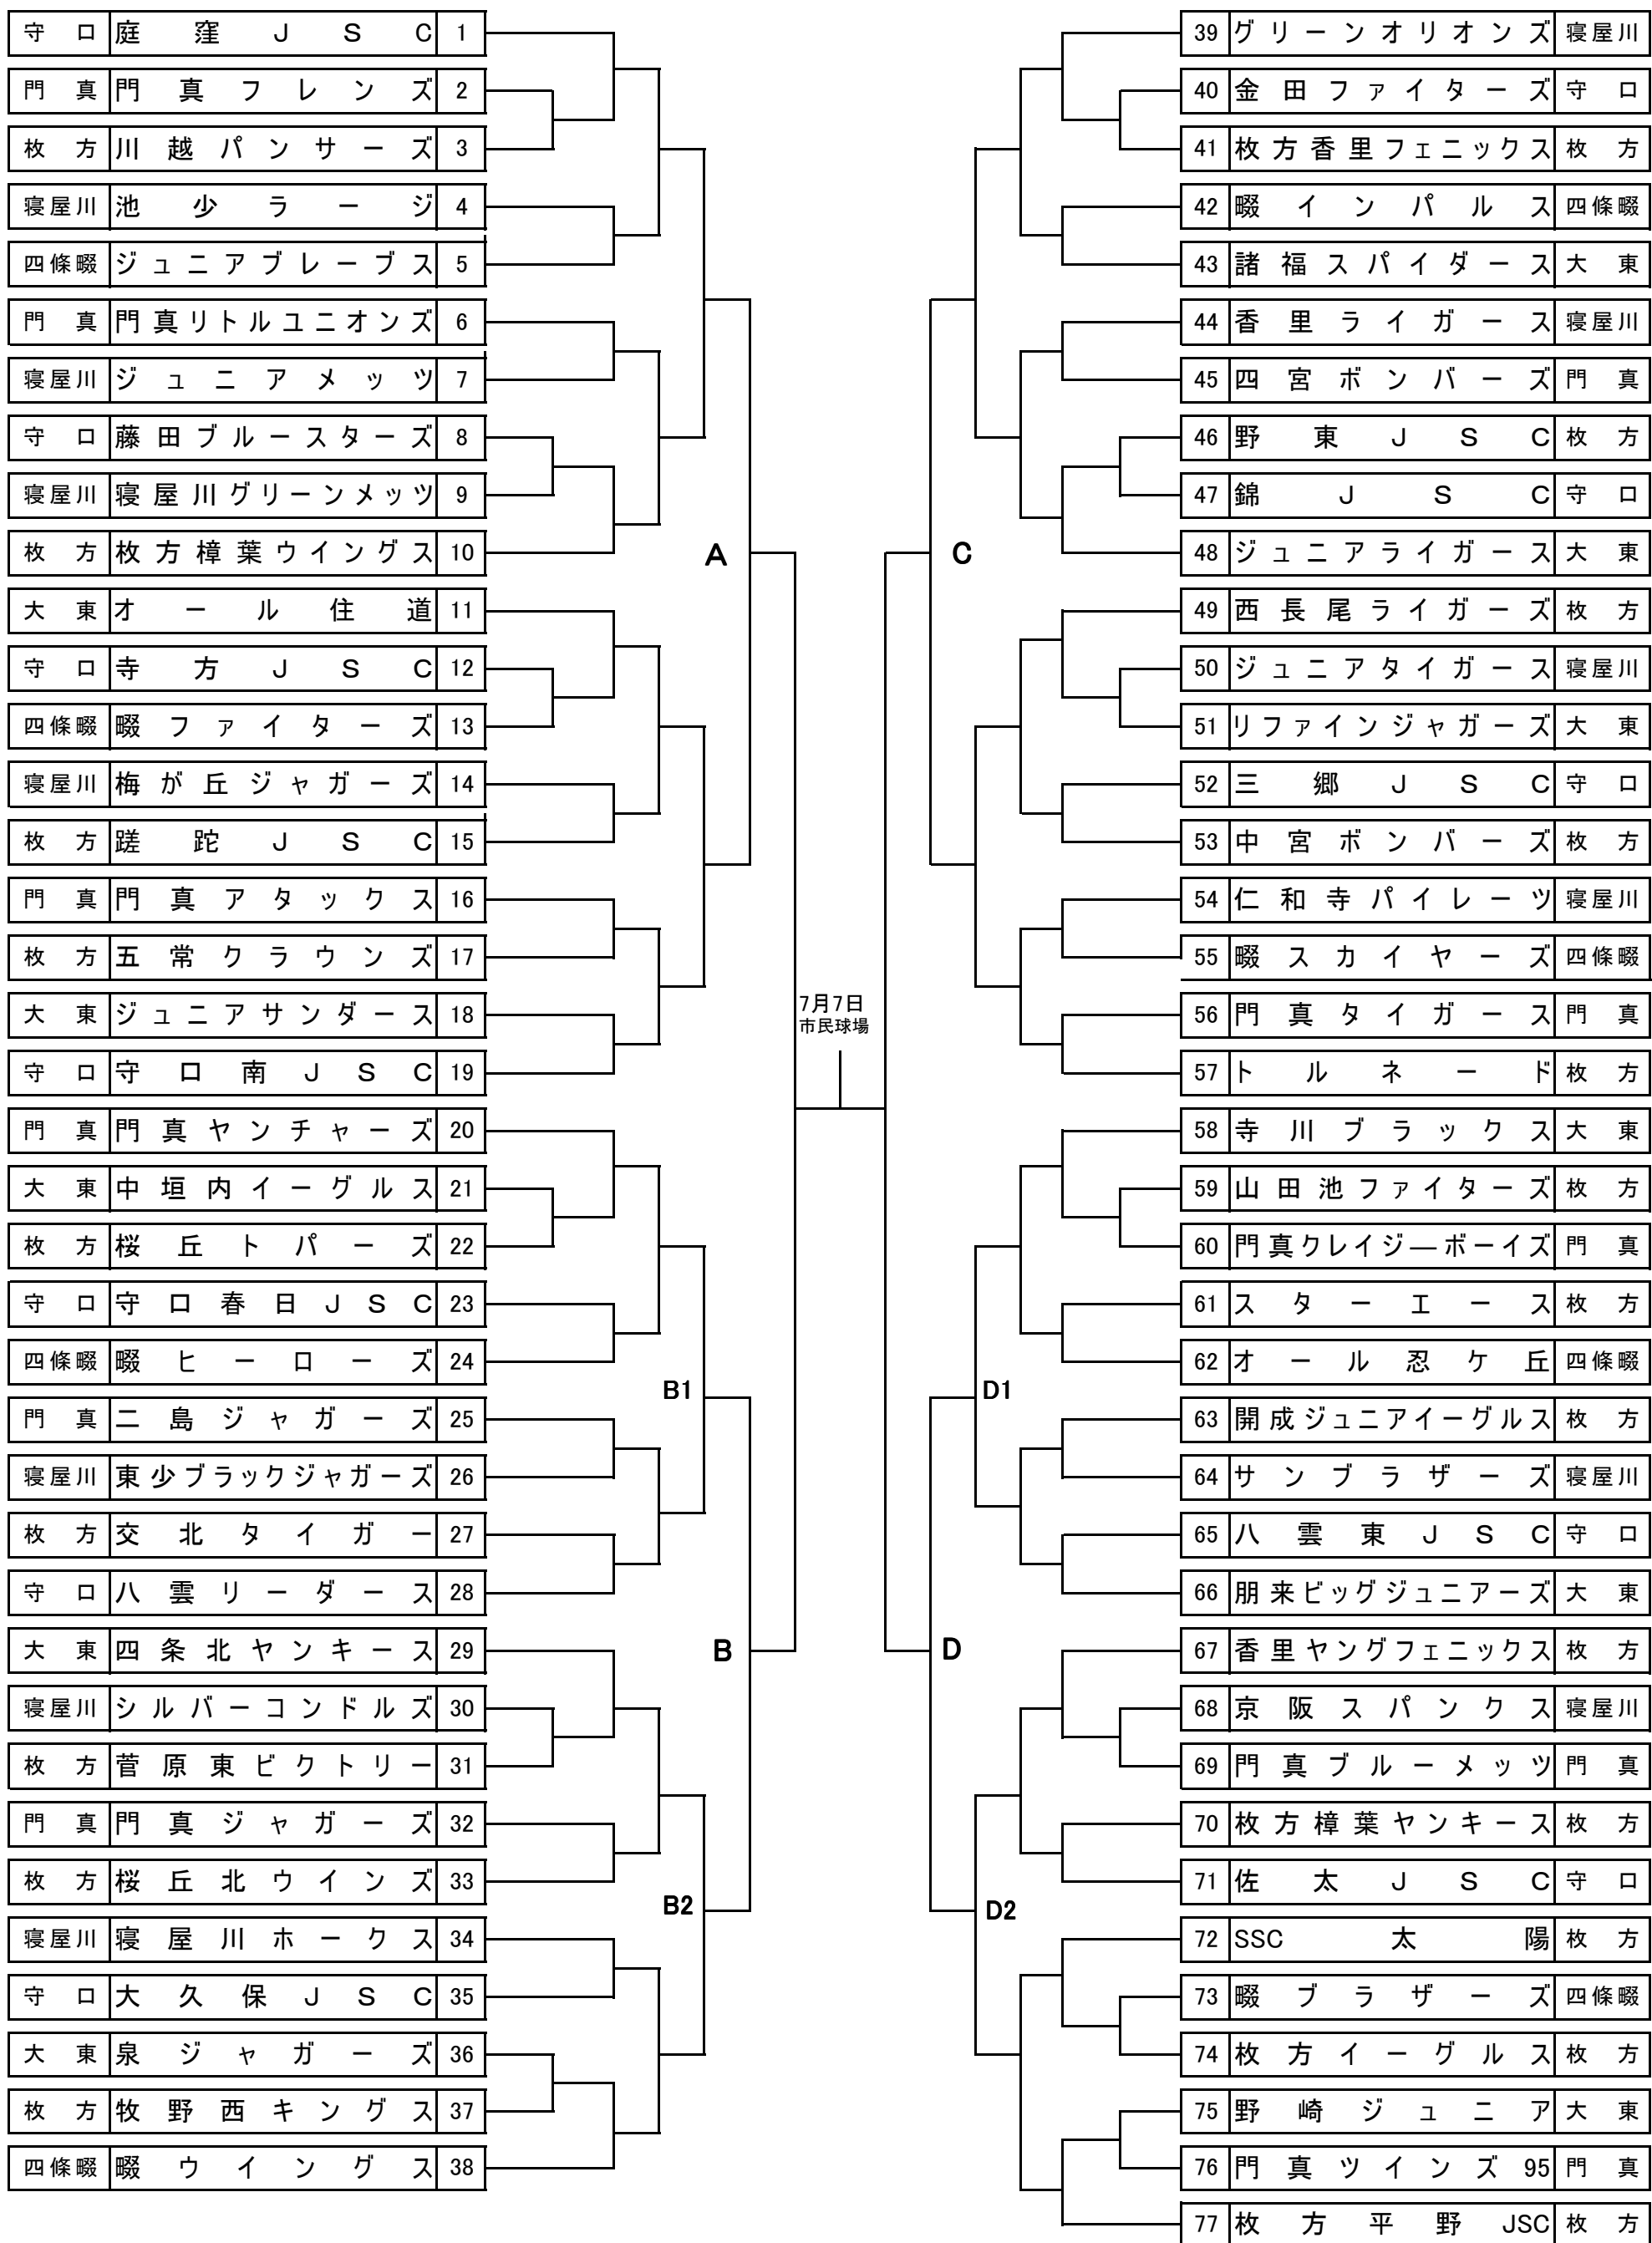 守口 庭窪JSC 1
門真 門真フレンズ 2
枚方 川越パンサーズ 3
寝屋川 池少ラージ 4
四條畷 ジュニアブレーブス 5
門真 門真リトルユニオンズ 6
寝屋川 ジュニアメッツ 7
守口 藤田ブルースターズ 8
寝屋川 寝屋川グリーンメッツ 9
枚方 枚方樟葉ウイングス 10
大東 オール住道 11
守口 寺方JSC 12
四條畷 畷ファイターズ 13
寝屋川 梅が丘ジャガーズ 14
枚方 蹉跎JSC 15
門真 門真アタックス 16
枚方 五常クラウンズ 17
大東 ジュニアサンダース 18
守口 守口南JSC 19
門真 門真ヤンチャーズ 20
大東 中垣内イーグルス 21
枚方 桜丘トパーズ 22
守口 守口春日JSC 23
四條畷 畷ヒーローズ 24
門真 二島ジャガーズ 25
寝屋川 東少ブラックジャガーズ 26
枚方 交北タイガー 27
守口 八雲リーダース 28
大東 四条北ヤンキース 29
寝屋川 シルバーコンドルズ 30
枚方 菅原東ビクトリー 31
門真 門真ジャガーズ 32
枚方 桜丘北ウインズ 33
寝屋川 寝屋川ホークス 34
守口 大久保JSC 35
大東 泉ジャガーズ 36
枚方 牧野西キングス 37
四條畷 畷ウイングス 38
A
B1
B
B2
7月7日
市民球場
C
D1
D
D2
39 グリーンオリオンズ 寝屋川
40 金田ファイターズ 守口
41 枚方香里フェニックス 枚方
42 畷インパルス 四條畷
43 諸福スパイダース 大東
44 香里ライガース 寝屋川
45 四宮ボンバーズ 門真
46 野東JSC 枚方
47 錦JSC 守口
48 ジュニアライガース 大東
49 西長尾ライガーズ 枚方
50 ジュニアタイガース 寝屋川
51 リファインジャガーズ 大東
52 三郷JSC 守口
53 中宮ボンバーズ 枚方
54 仁和寺パイレーツ 寝屋川
55 畷スカイヤーズ 四條畷
56 門真タイガース 門真
57 トルネード 枚方
58 寺川ブラックス 大東
59 山田池ファイターズ 枚方
60 門真クレイジ―ボーイズ 門真
61 スターエース 枚方
62 オール忍ケ丘 四條畷
63 開成ジュニアイーグルス 枚方
64 サンブラザーズ 寝屋川
65 八雲東JSC 守口
66 朋来ビッグジュニアーズ 大東
67 香里ヤングフェニックス 枚方
68 京阪スパンクス 寝屋川
69 門真ブルーメッツ 門真
70 枚方樟葉ヤンキース 枚方
71 佐太JSC 守口
72 SSC太陽 枚方
73 畷ブラザーズ 四條畷
74 枚方イーグルス 枚方
75 野崎ジュニア 大東
76 門真ツインズ95 門真
77 枚方平野JSC 枚方